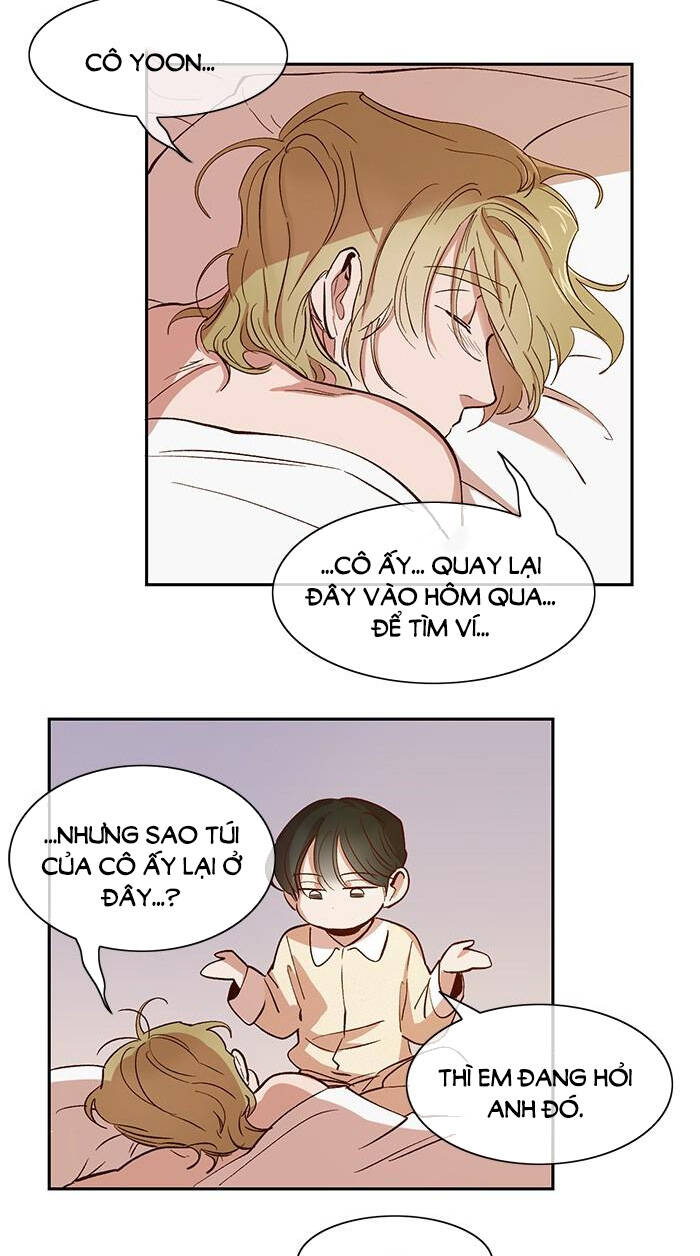 CÔ YOON...
...CÔ ẤY... QUAY LẠI
ĐÂY VÀO HÔM QUA...
ĐỂ TÌM VÍ...
...NHƯNG SAO TÚI
CỦA CÔ ẤY LẠI Ở
ĐÂY...?
THÌ EM ĐANG HỎI
ANH ĐÓ.